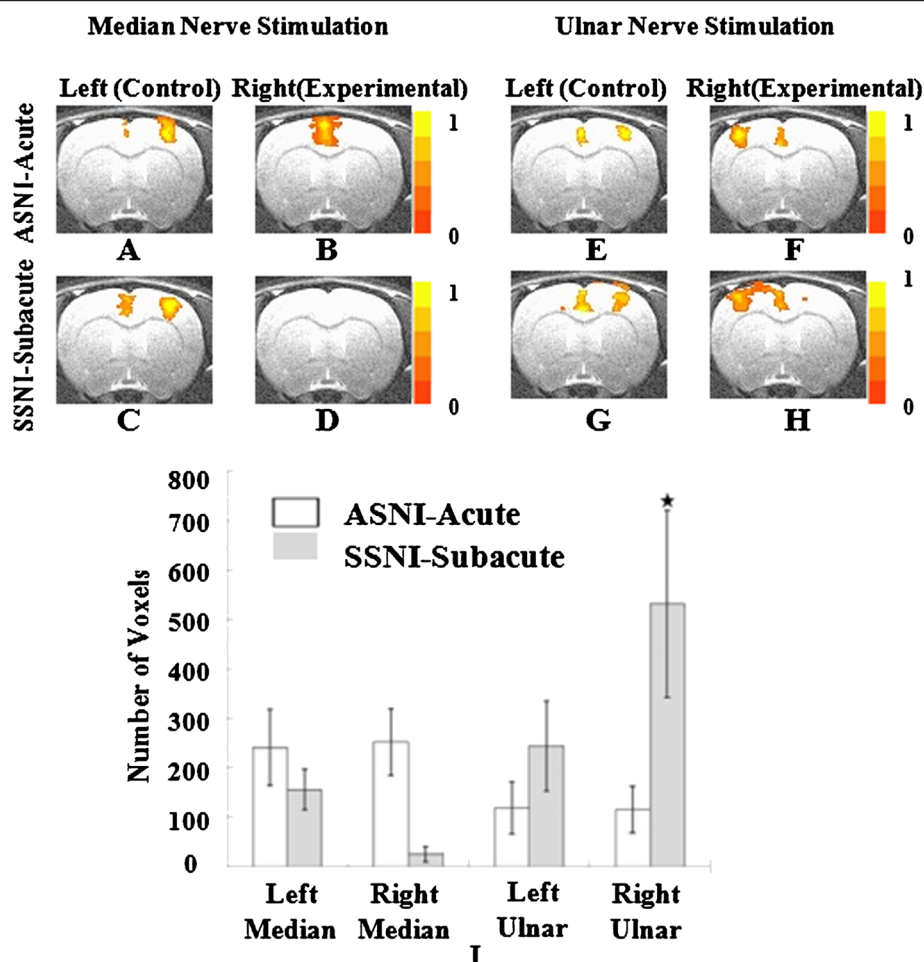 Median Nerve Stimulation
Ulnar Nerve Stimulation
Left (Control)
Right(Experimental)
Left (Control)
Right(Experimental)
ASNI-Acute
1
0
1
0
A
B
E
F
SSNI-Subacute
1
0
1
0
C
D
G
H
800
700
600
500
400
300
200
100
0
Number of Voxels
ASNI-Acute
SSNI-Subacute
★
Left
Median
Right
Median
Left
Ulnar
Right
Ulnar
I